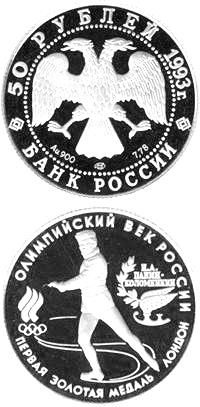 50 РУБЛЕЙ 1993г.
Au 900 7,78
БАНК РОССИИ
ОЛИМПИЙСКИЙ ВЕК РОССИИ
Н.А.
ПАНИН
КОЛОМЕНКИН
ПЕРВАЯ ЗОЛОТАЯ МЕДАЛЬ
ЛОНДОН